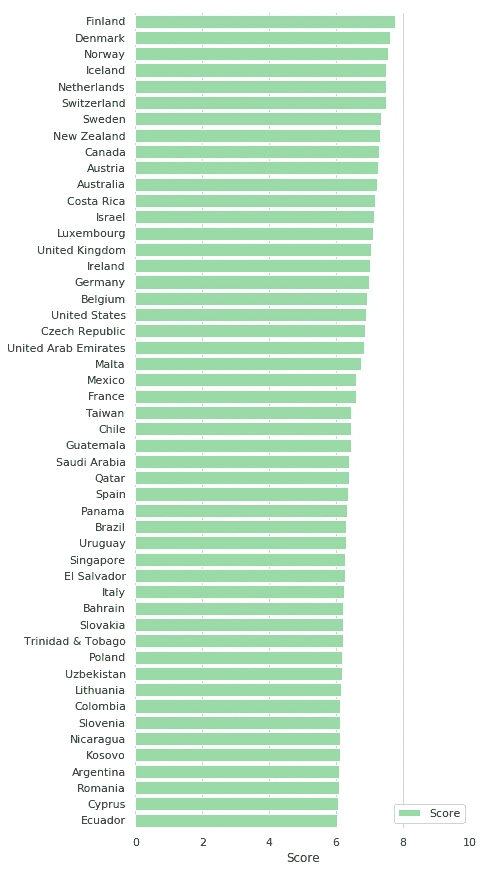 Finland
Denmark
Norway
Iceland
Netherlands
Switzerland
Sweden
New Zealand
Canada
Austria
Australia
Costa Rica
Israel
Luxembourg
United Kingdom
Ireland
Germany
Belgium
United States
Czech Republic
United Arab Emirates
Malta
Mexico
France
Taiwan
Chile
Guatemala
Saudi Arabia
Qatar
Spain
Panama
Brazil
Uruguay
Singapore
El Salvador
Italy
Bahrain
Slovakia
Trinidad & Tobago
Poland
Uzbekistan
Lithuania
Colombia
Slovenia
Nicaragua
Kosovo
Argentina
Romania
Cyprus
Ecuador
Score
0 2 4 6 8 10
Score